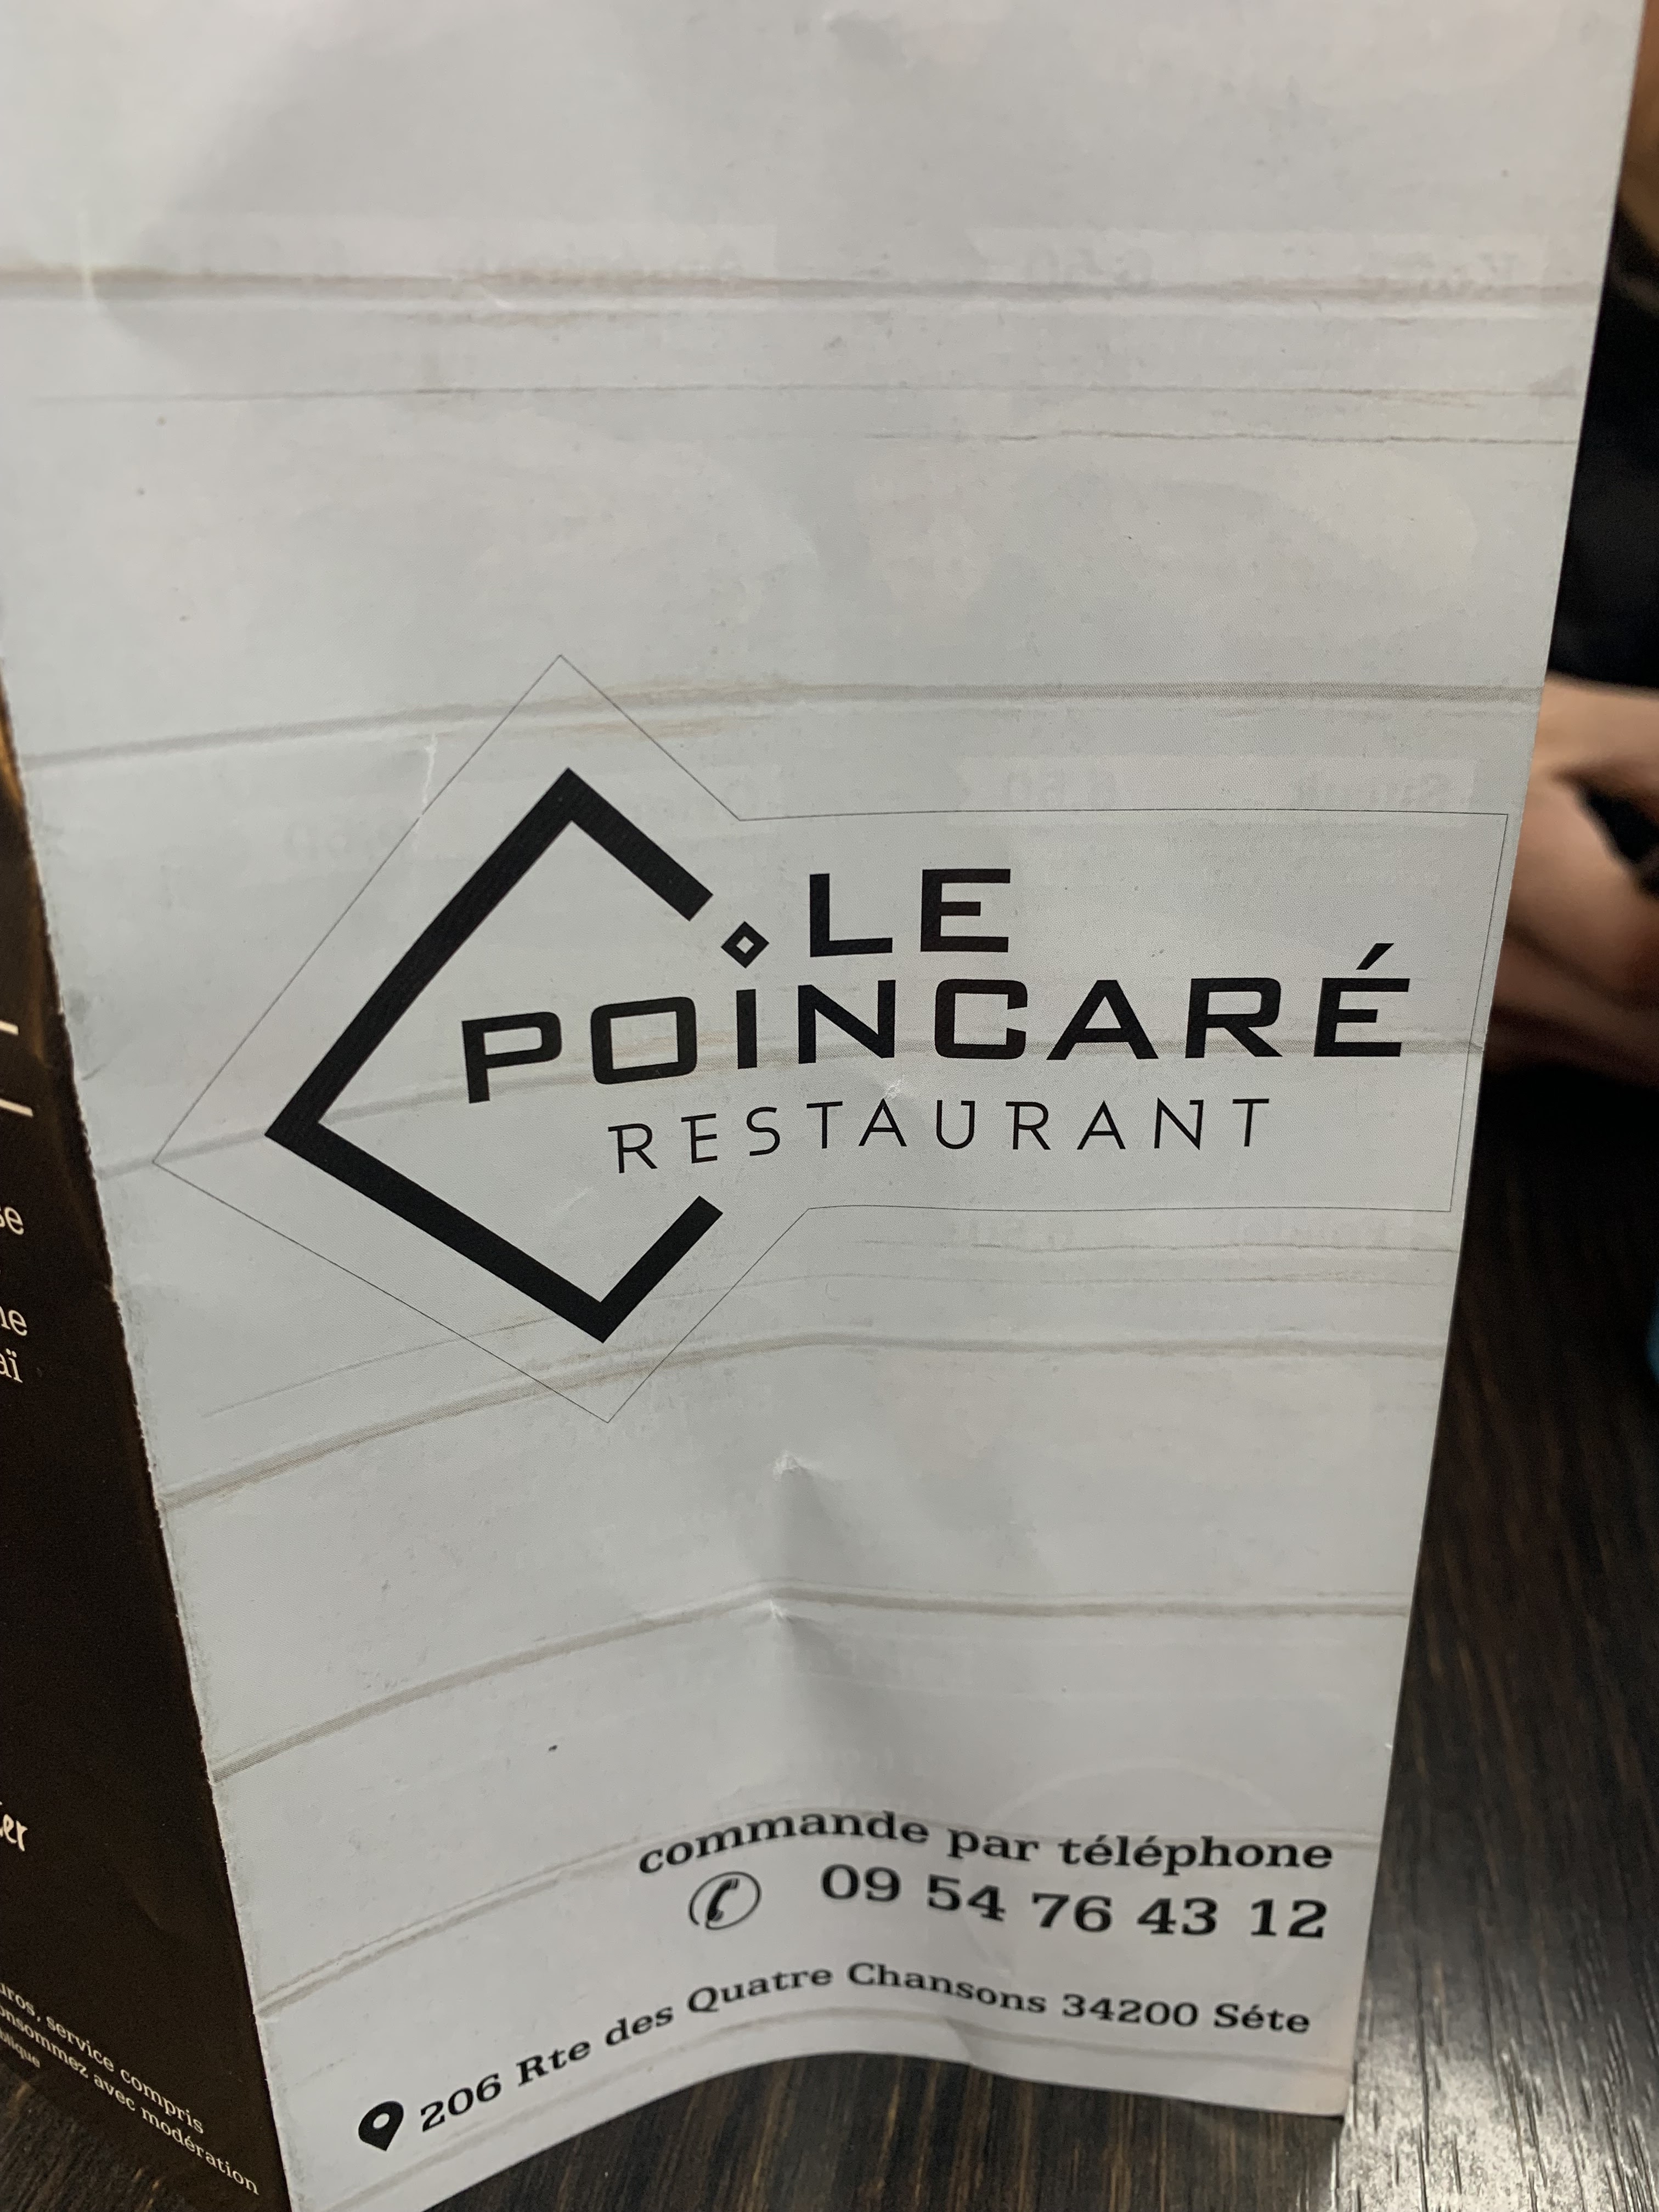 LE
POINCARÉ
RESTAURANT
commande par téléphone
09 54 76 43 12
206 Rte des Quatre Chansons 34200 Séte
service compris
avec modération